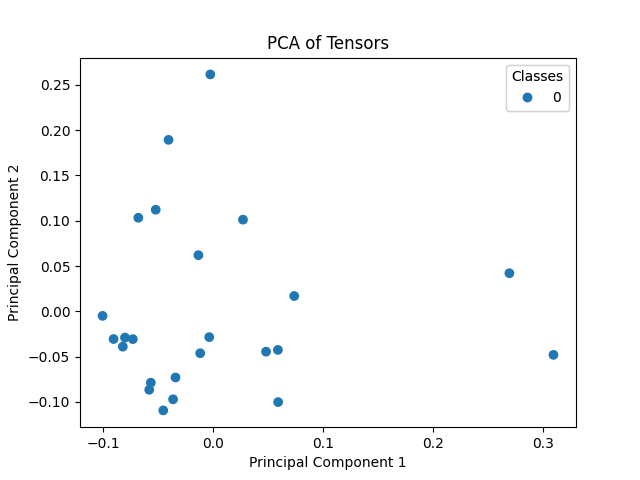 PCA of Tensors
Classes
0
Principal Component 2
0.25
0.20
0.15
0.10
0.05
0.00
−0.05
−0.10
−0.1 0.0 0.1 0.2 0.3
Principal Component 1